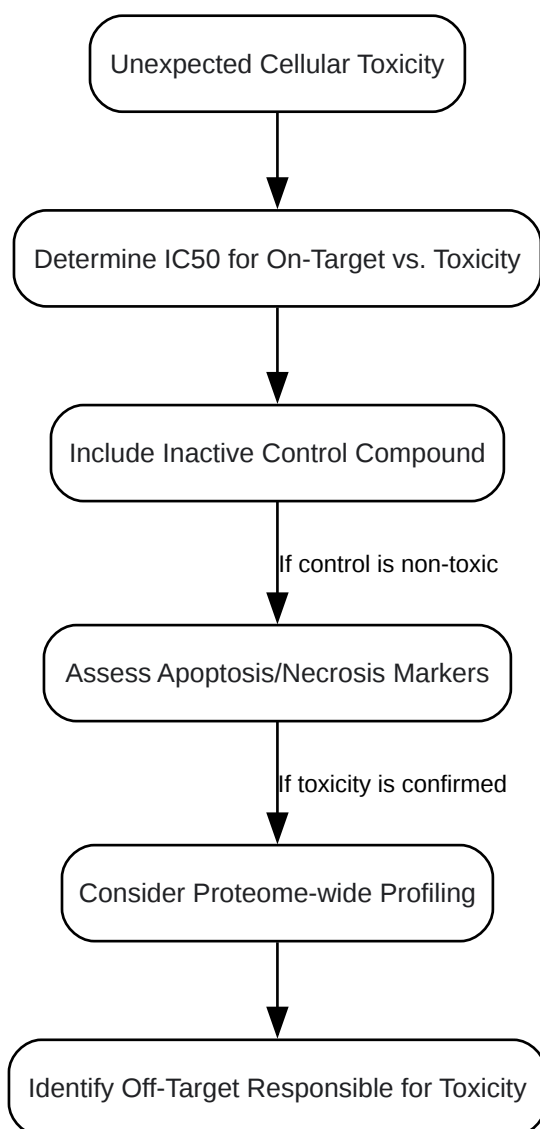 Unexpected Cellular Toxicity
Determine IC50 for On-Target vs. Toxicity
Include Inactive Control Compound
If control is non-toxic
Assess Apoptosis/Necrosis Markers
If toxicity is confirmed
Consider Proteome-wide Profiling
Identify Off-Target Responsible for Toxicity